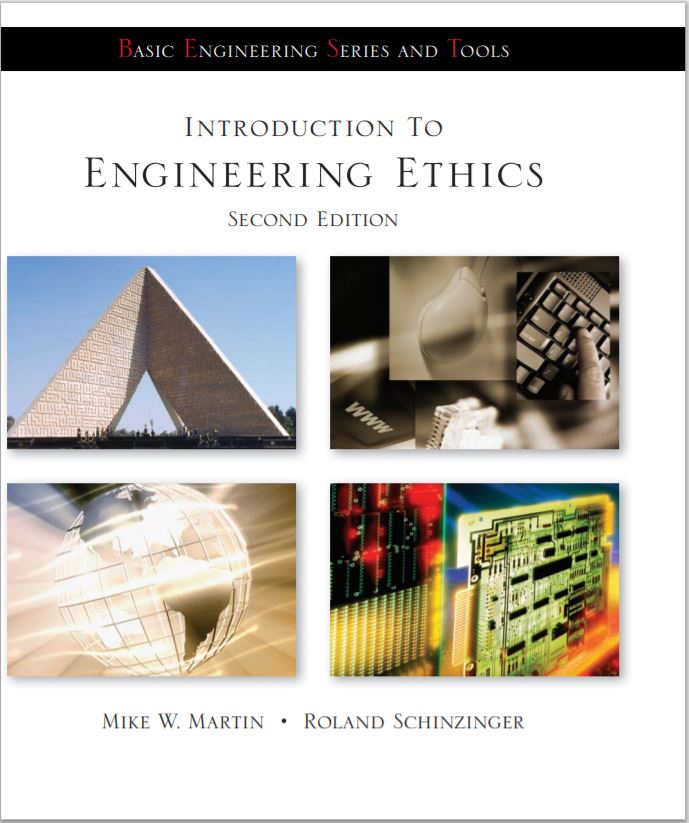 Basic Engineering Series and Tools
Introduction To
Engineering Ethics
Second Edition
www
Mike W. Martin • Roland Schinzinger